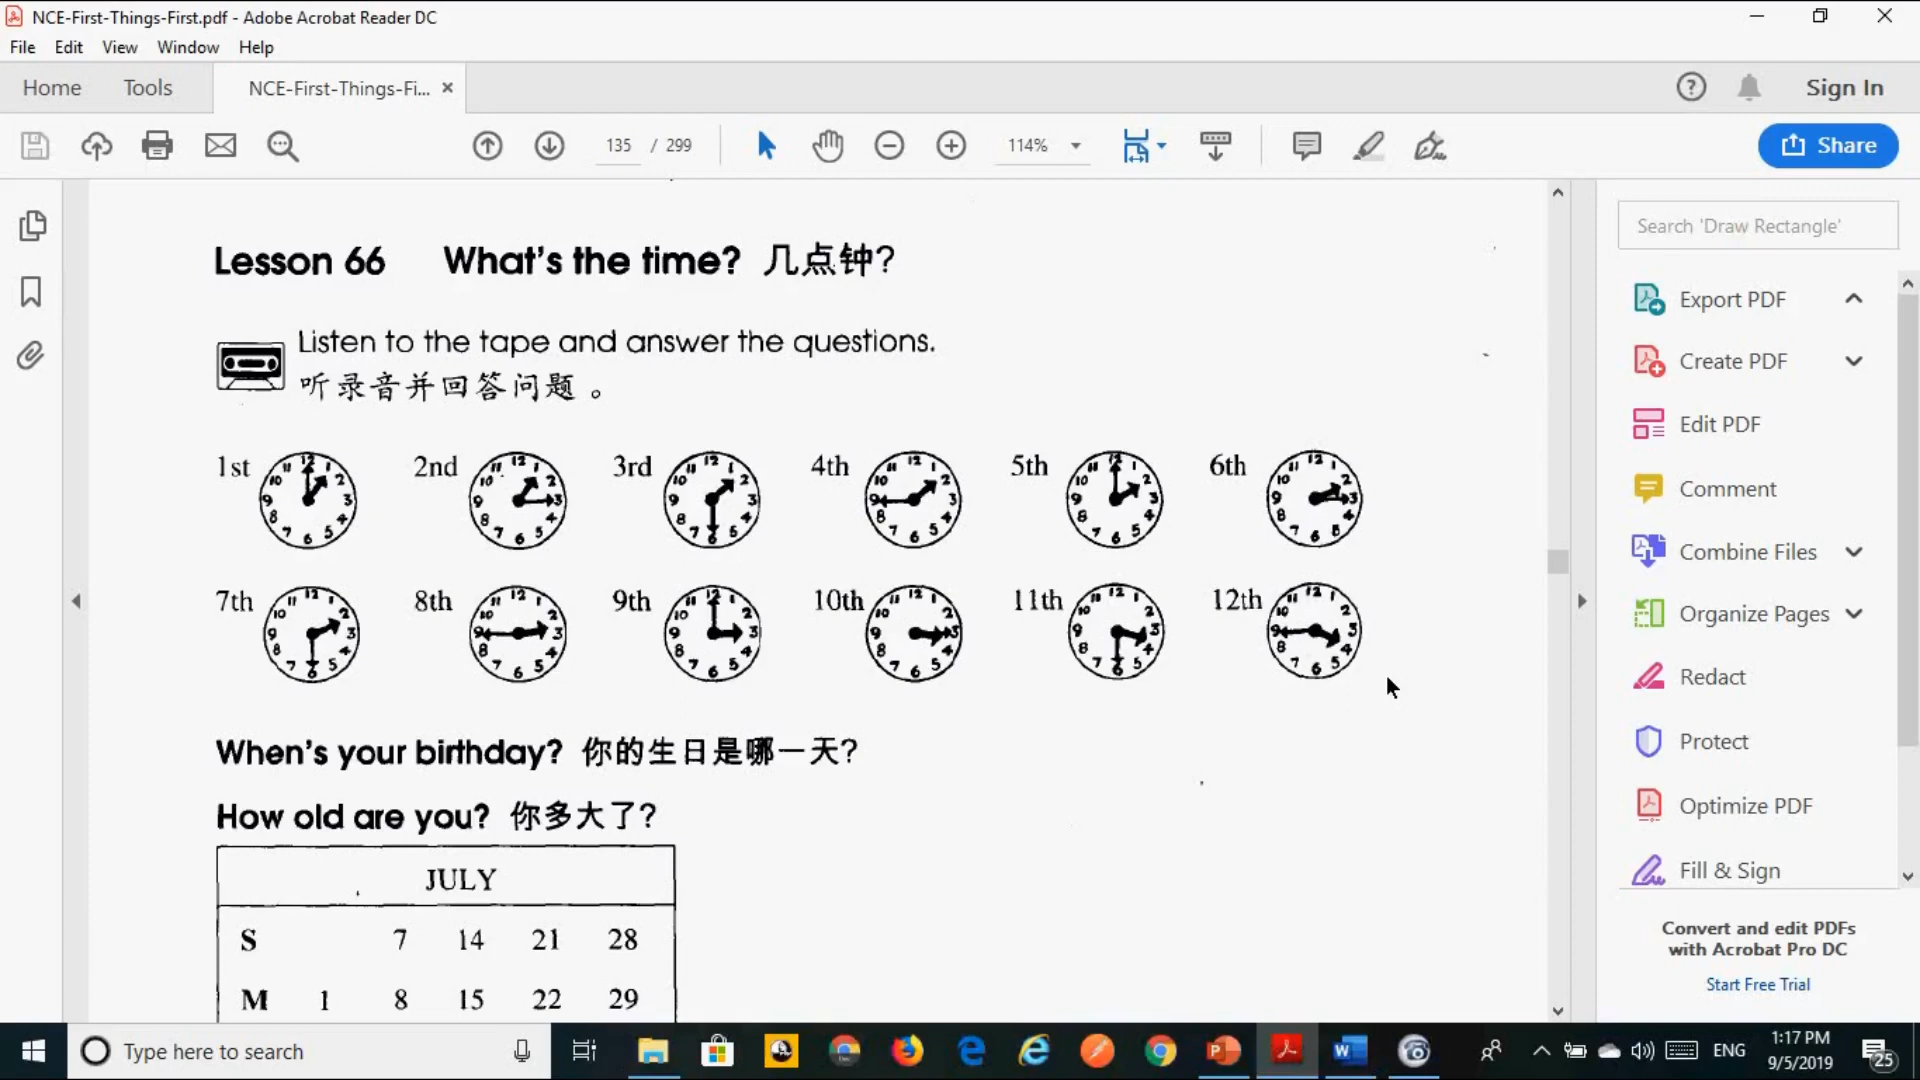 NCE-First-Things-First.pdf - Adobe Acrobat Reader DC
File Edit View Window Help
Home Tools NCE-First-Things-Fi... × Sign In
135 / 299 114% Share
Lesson 66 What's the time? 几点钟?
Listen to the tape and answer the questions.
听录音并回答问题。
1st 2nd 3rd 4th 5th 6th
7th 8th 9th 10th 11th 12th
When's your birthday? 你的生日是哪一天?
How old are you? 你多大了?
JULY
S 7 14 21 28
M 1 8 15 22 29
Search 'Draw Rectangle'
Export PDF
Create PDF
Edit PDF
Comment
Combine Files
Organize Pages
Redact
Protect
Optimize PDF
Fill & Sign
Convert and edit PDFs
with Acrobat Pro DC
Start Free Trial
Type here to search
ENG
1:17 PM
9/5/2019
25